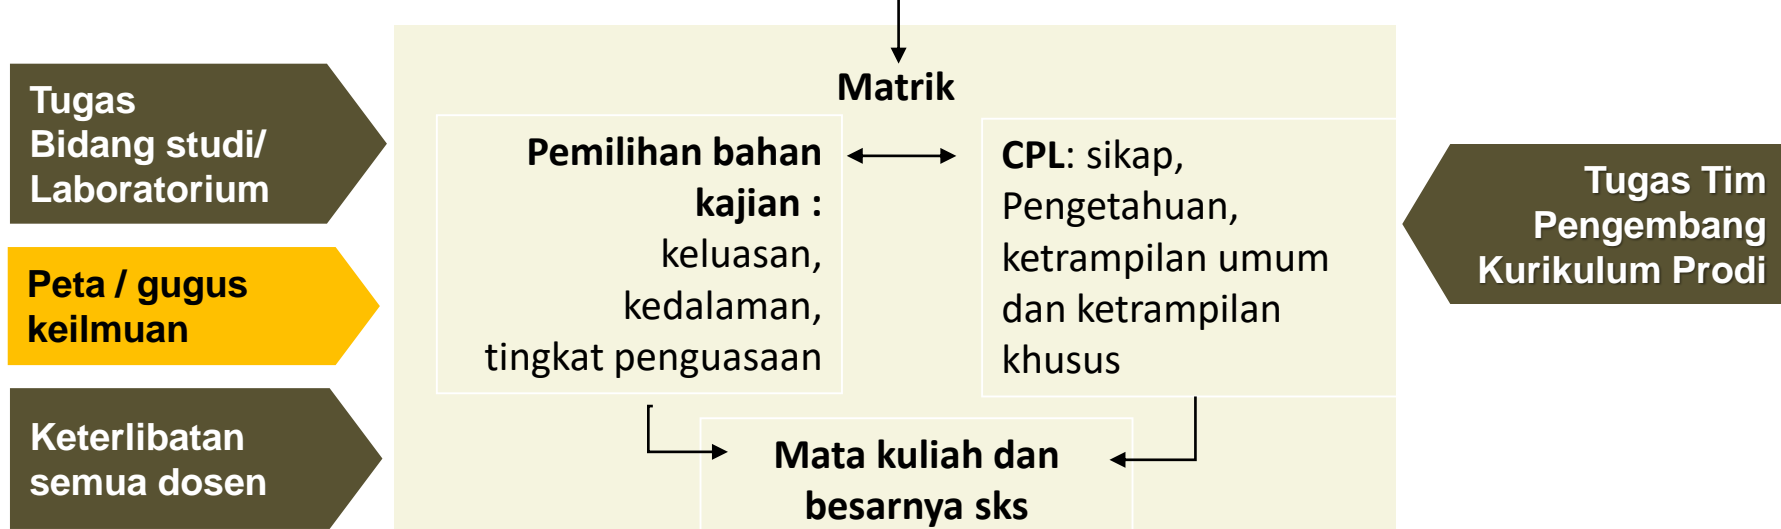 Matrik
Tugas
Bidang studi/
Laboratorium
Peta / gugus
keilmuan
Keterlibatan
semua dosen
Pemilihan bahan
kajian :
keluasan,
kedalaman,
tingkat penguasaan
CPL: sikap,
Pengetahuan,
ketrampilan umum
dan ketrampilan
khusus
Mata kuliah dan
besarnya sks
Tugas Tim
Pengembang
Kurikulum Prodi